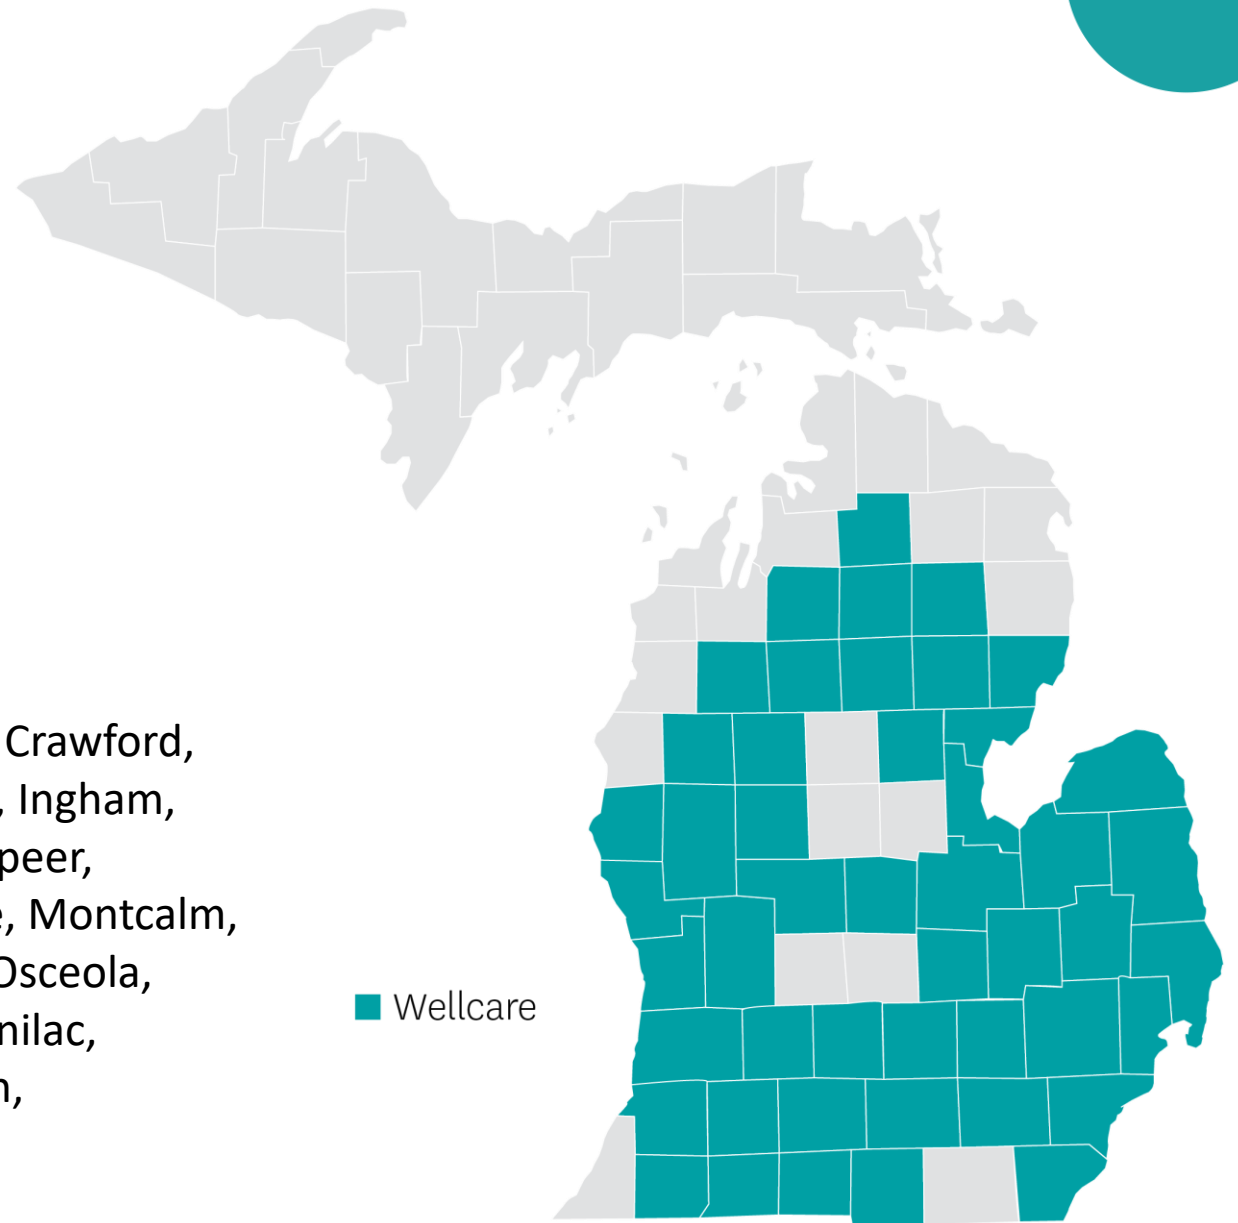 Crawford,
, Ingham,
peer,
, Montcalm,
Osceola,
nilac,
,
Wellcare